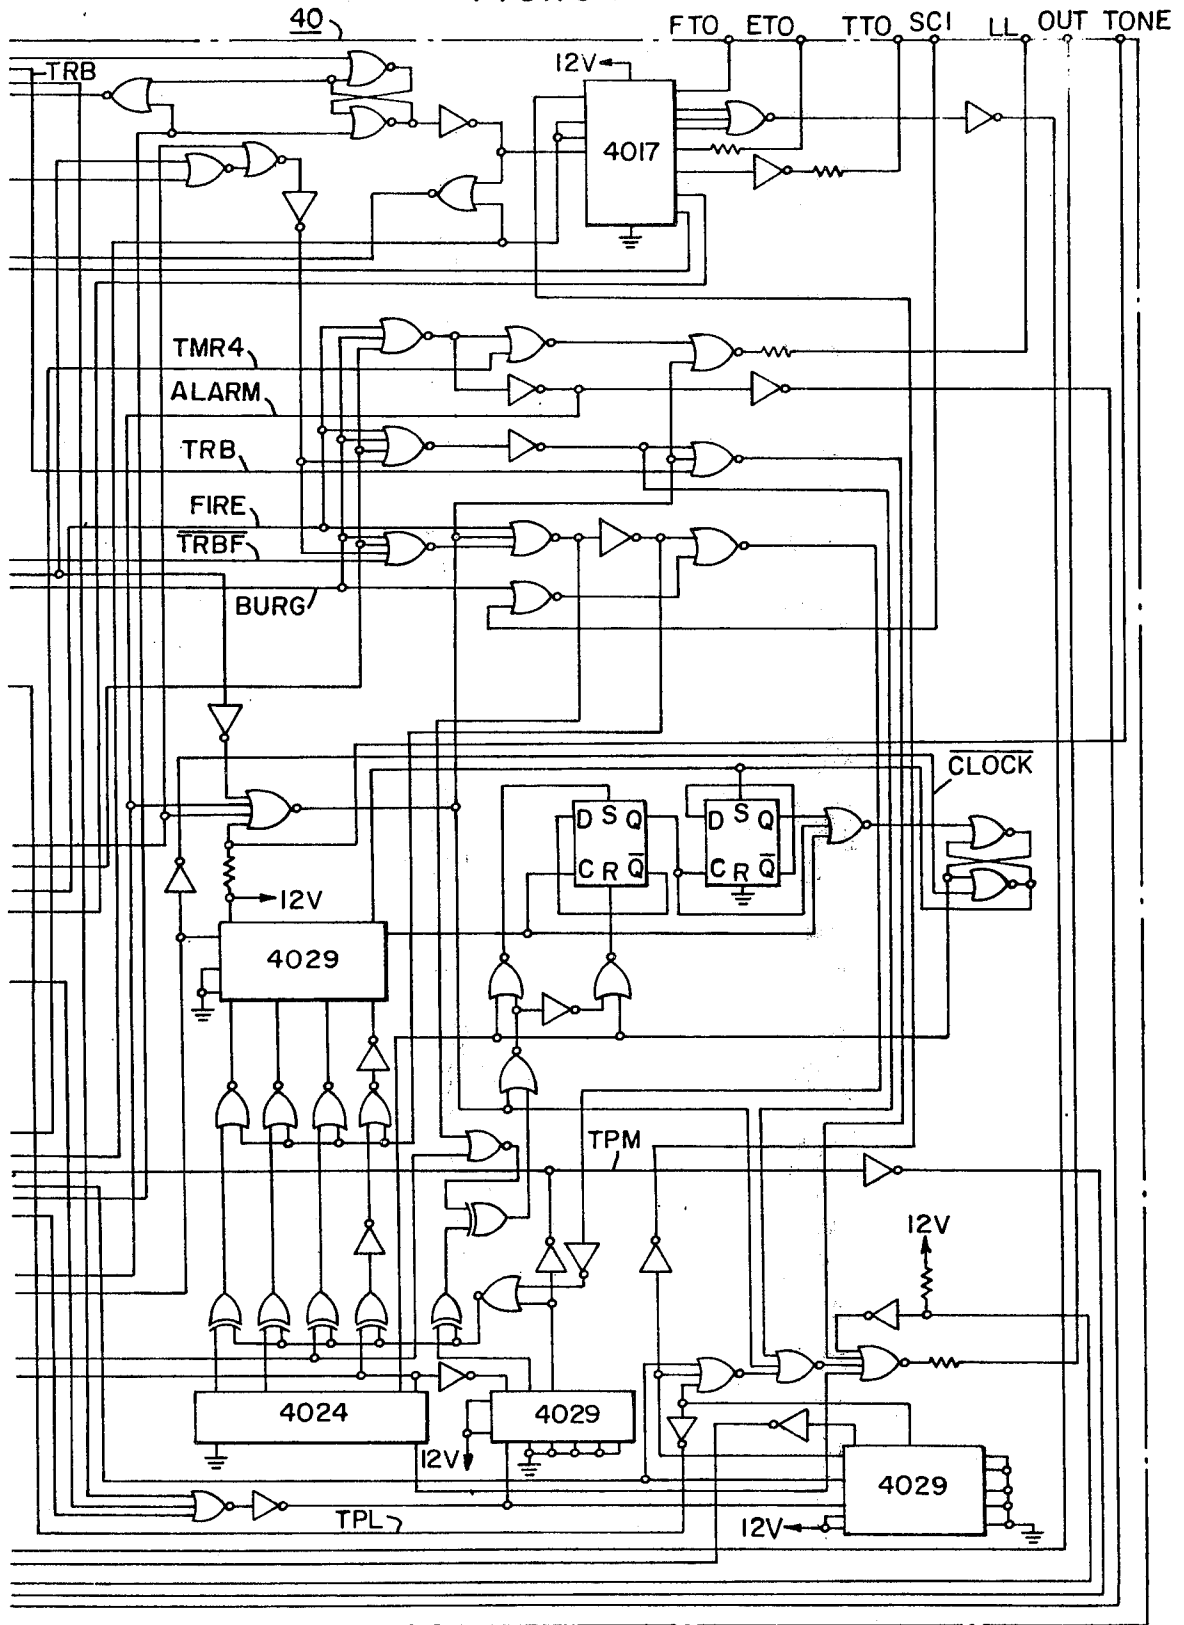 40
FTO ETO TTO SCI LL OUT TONE
TRB
12V
4017
TMR4
ALARM
TRB
FIRE
TRBF
BURG
CLOCK
D S Q
C R Q
D S Q
C R Q
12V
4029
TPM
12V
4024
4029
12V
4029
12V
TPL